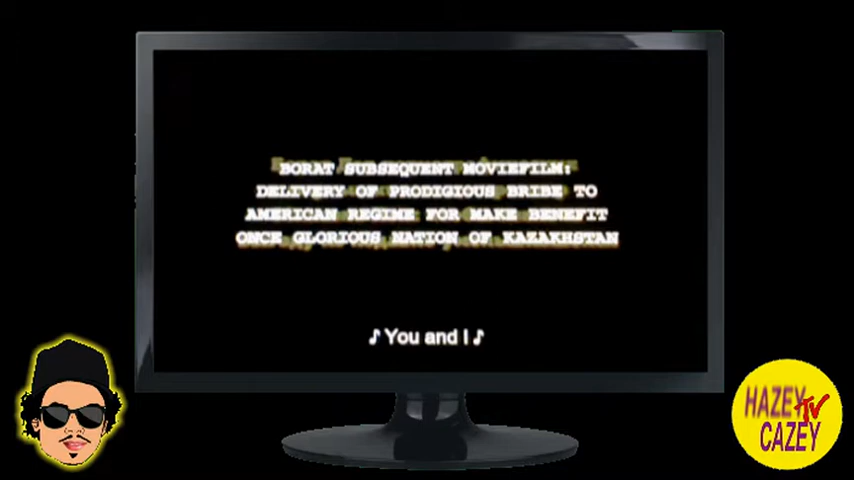 BORAT SUBSEQUENT MOVIEFILM:
DELIVERY OF PRODIGIOUS BRIBE TO
AMERICAN REGIME FOR MAKE BENEFIT
ONCE GLORIOUS NATION OF KAZAKHSTAN
♪ You and I ♪
HAZEY
TV
CAZEY